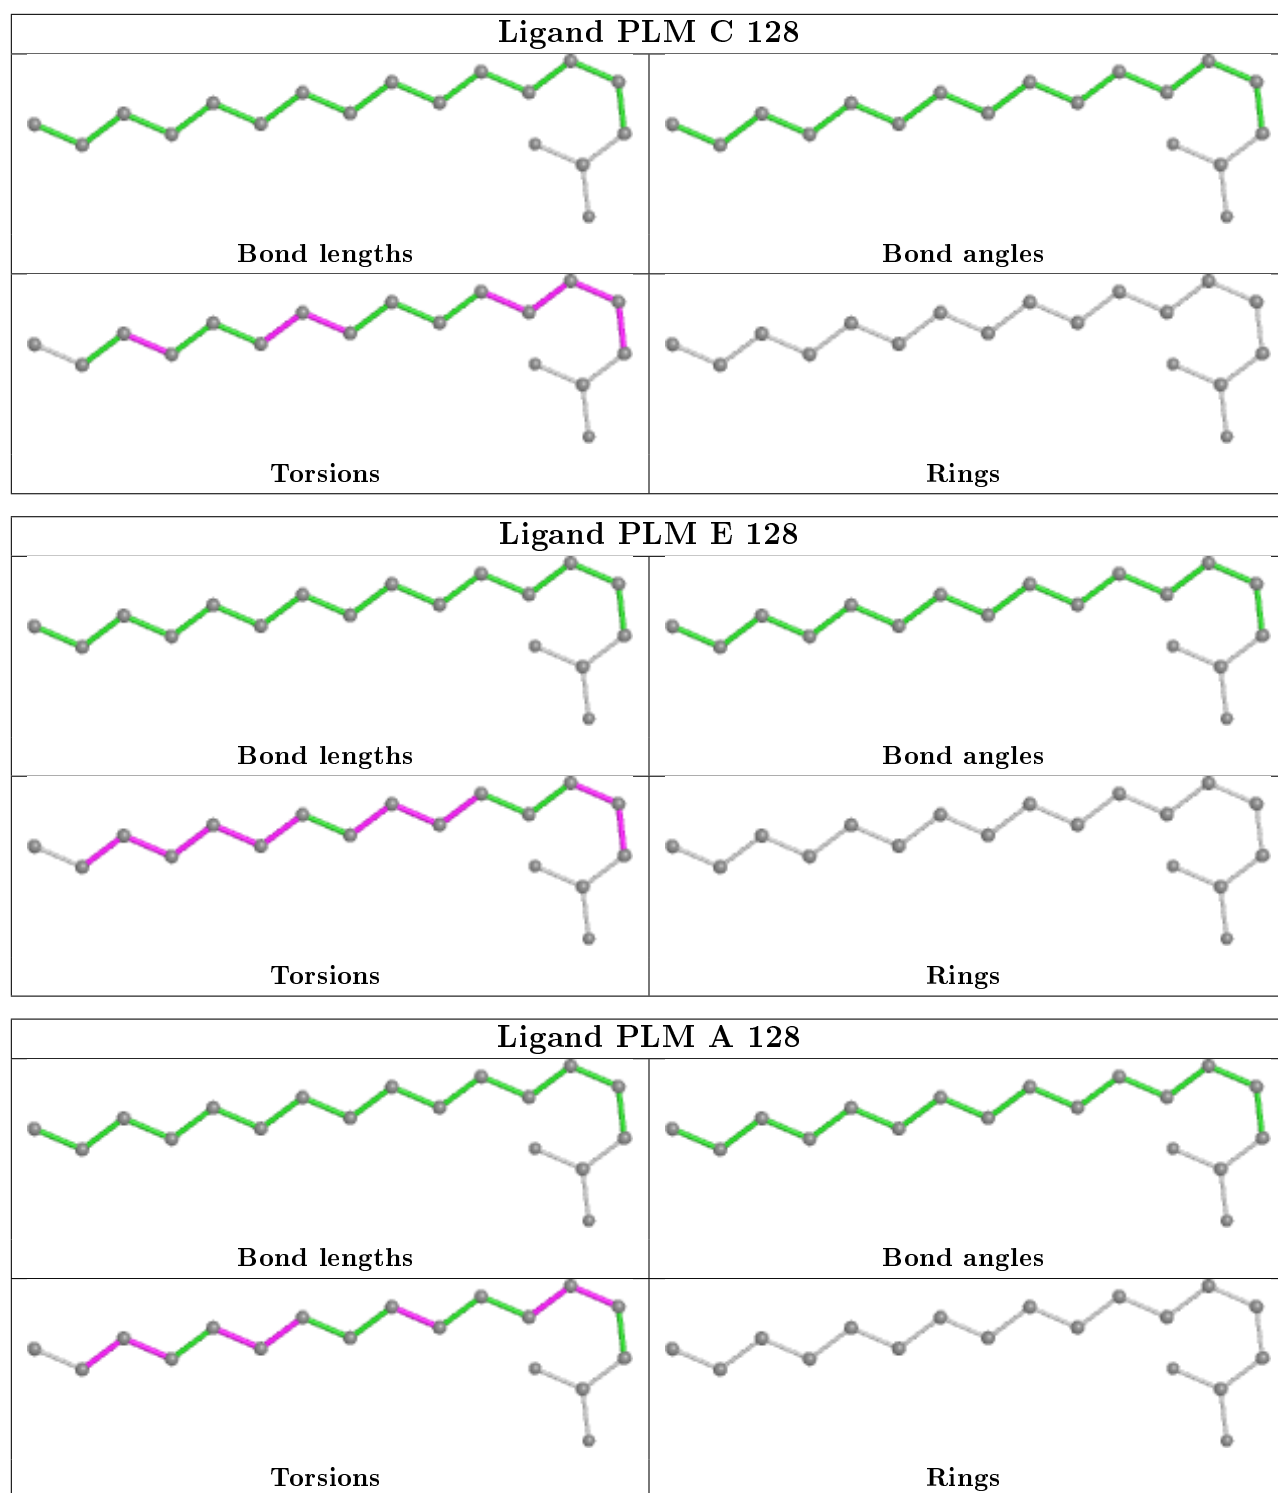 Ligand PLM C 128
Bond lengths
Bond angles
Torsions
Rings
Ligand PLM E 128
Bond lengths
Bond angles
Torsions
Rings
Ligand PLM A 128
Bond lengths
Bond angles
Torsions
Rings